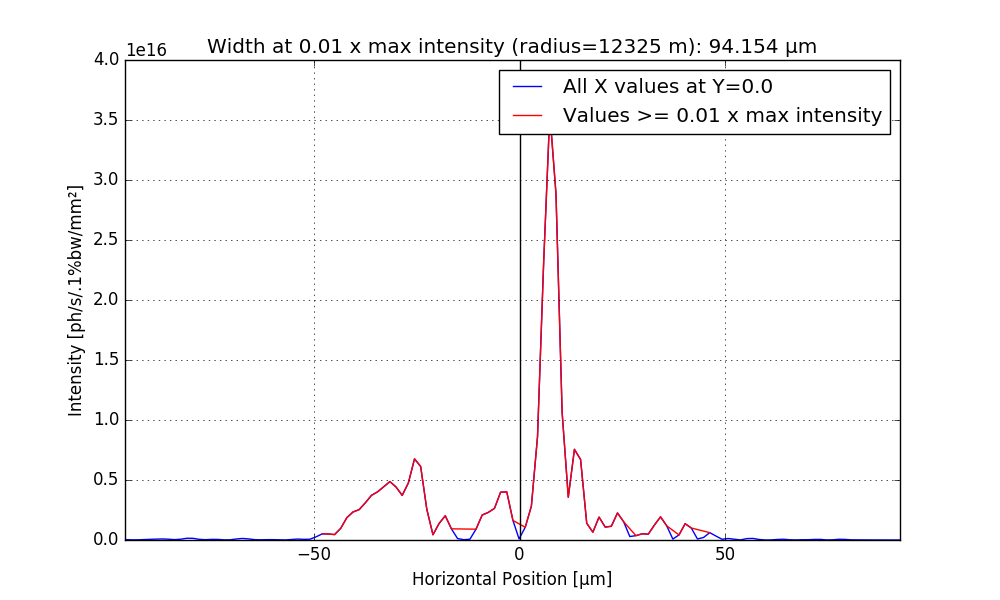 Width at 0.01 x max intensity (radius=12325 m): 94.154 µm
1e16
4.0
3.5
3.0
2.5
2.0
1.5
1.0
0.5
0.0
Intensity [ph/s/.1%bw/mm²]
All X values at Y=0.0
Values >= 0.01 x max intensity
−50
0
50
Horizontal Position [µm]